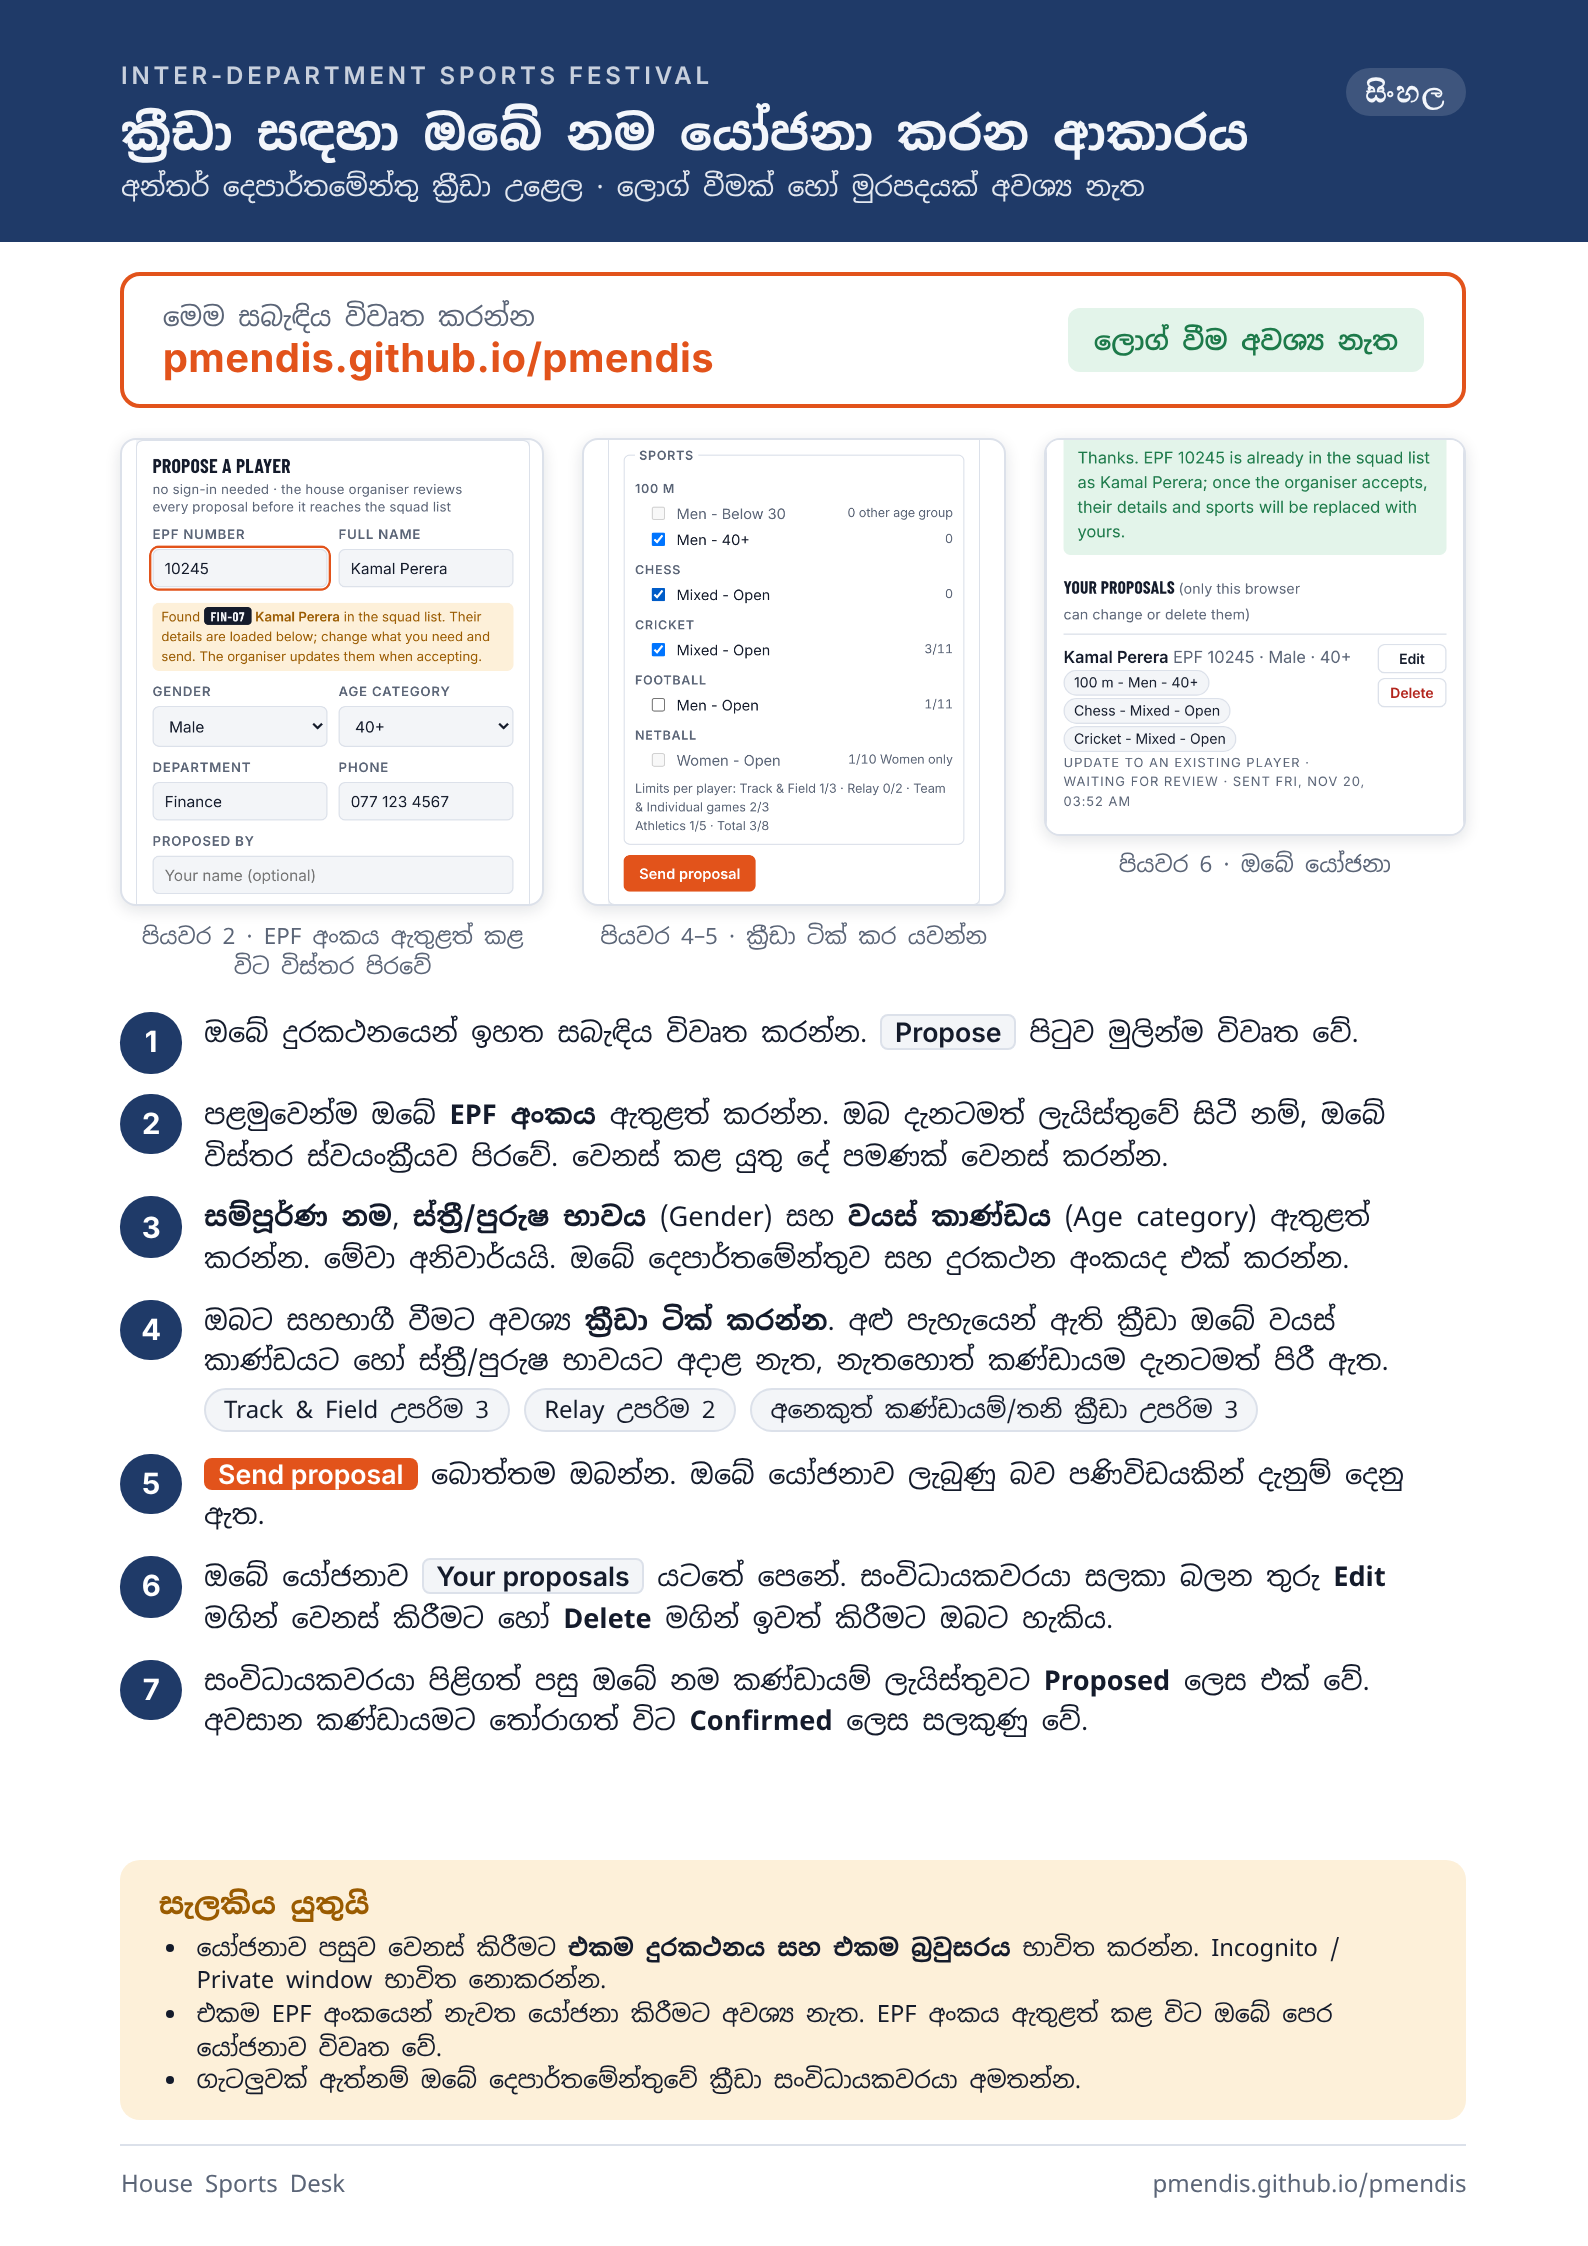 INTER-DEPARTMENT SPORTS FESTIVAL
සිංහල
ක්‍රීඩා සඳහා ඔබේ නම යෝජනා කරන ආකාරය
අන්තර් දෙපාර්තමේන්තු ක්‍රීඩා උළෙල · ලොග් වීමක් හෝ මුරපදයක් අවශ්‍ය නැත
මෙම සබැඳිය විවෘත කරන්න
pmendis.github.io/pmendis
ලොග් වීම අවශ්‍ය නැත
PROPOSE A PLAYER
no sign-in needed · the house organiser reviews
every proposal before it reaches the squad list
EPF NUMBER FULL NAME
10245 Kamal Perera
Found FIN-07 Kamal Perera in the squad list. Their
details are loaded below; change what you need and
send. The organiser updates them when accepting.
GENDER AGE CATEGORY
Male 40+
DEPARTMENT PHONE
Finance 077 123 4567
PROPOSED BY
Your name (optional)
පියවර 2 · EPF අංකය ඇතුළත් කළ
විට විස්තර පිරවේ
SPORTS
100 M
Men - Below 30 0 other age group
Men - 40+ 0
CHESS
Mixed - Open 0
CRICKET
Mixed - Open 3/11
FOOTBALL
Men - Open 1/11
NETBALL
Women - Open 1/10 Women only
Limits per player: Track & Field 1/3 · Relay 0/2 · Team
& Individual games 2/3
Athletics 1/5 · Total 3/8
Send proposal
පියවර 4–5 · ක්‍රීඩා ටික් කර යවන්න
Thanks. EPF 10245 is already in the squad list
as Kamal Perera; once the organiser accepts,
their details and sports will be replaced with
yours.
YOUR PROPOSALS (only this browser
can change or delete them)
Kamal Perera EPF 10245 · Male · 40+ Edit
100 m - Men - 40+ Delete
Chess - Mixed - Open
Cricket - Mixed - Open
UPDATE TO AN EXISTING PLAYER ·
WAITING FOR REVIEW · SENT FRI, NOV 20,
03:52 AM
පියවර 6 · ඔබේ යෝජනා
1 ඔබේ දුරකථනයෙන් ඉහත සබැඳිය විවෘත කරන්න. Propose පිටුව මුලින්ම විවෘත වේ.
2 පළමුවෙන්ම ඔබේ EPF අංකය ඇතුළත් කරන්න. ඔබ දැනටමත් ලැයිස්තුවේ සිටී නම්, ඔබේ
විස්තර ස්වයංක්‍රීයව පිරවේ. වෙනස් කළ යුතු දේ පමණක් වෙනස් කරන්න.
3 සම්පූර්ණ නම, ස්ත්‍රී/පුරුෂ භාවය (Gender) සහ වයස් කාණ්ඩය (Age category) ඇතුළත්
කරන්න. මේවා අනිවාර්යයි. ඔබේ දෙපාර්තමේන්තුව සහ දුරකථන අංකයද එක් කරන්න.
4 ඔබට සහභාගී වීමට අවශ්‍ය ක්‍රීඩා ටික් කරන්න. අළු පැහැයෙන් ඇති ක්‍රීඩා ඔබේ වයස්
කාණ්ඩයට හෝ ස්ත්‍රී/පුරුෂ භාවයට අදාළ නැත, නැතහොත් කණ්ඩායම දැනටමත් පිරී ඇත.
Track & Field උපරිම 3 Relay උපරිම 2 අනෙකුත් කණ්ඩායම්/තනි ක්‍රීඩා උපරිම 3
5 Send proposal බොත්තම ඔබන්න. ඔබේ යෝජනාව ලැබුණු බව පණිවිඩයකින් දැනුම් දෙනු
ඇත.
6 ඔබේ යෝජනාව Your proposals යටතේ පෙනේ. සංවිධායකවරයා සලකා බලන තුරු Edit
මගින් වෙනස් කිරීමට හෝ Delete මගින් ඉවත් කිරීමට ඔබට හැකිය.
7 සංවිධායකවරයා පිළිගත් පසු ඔබේ නම කණ්ඩායම් ලැයිස්තුවට Proposed ලෙස එක් වේ.
අවසාන කණ්ඩායමට තෝරාගත් විට Confirmed ලෙස සලකුණු වේ.
සැලකිය යුතුයි
• යෝජනාව පසුව වෙනස් කිරීමට එකම දුරකථනය සහ එකම බ්‍රවුසරය භාවිත කරන්න. Incognito /
Private window භාවිත නොකරන්න.
• එකම EPF අංකයෙන් නැවත යෝජනා කිරීමට අවශ්‍ය නැත. EPF අංකය ඇතුළත් කළ විට ඔබේ පෙර
යෝජනාව විවෘත වේ.
• ගැටලුවක් ඇත්නම් ඔබේ දෙපාර්තමේන්තුවේ ක්‍රීඩා සංවිධායකවරයා අමතන්න.
House Sports Desk pmendis.github.io/pmendis